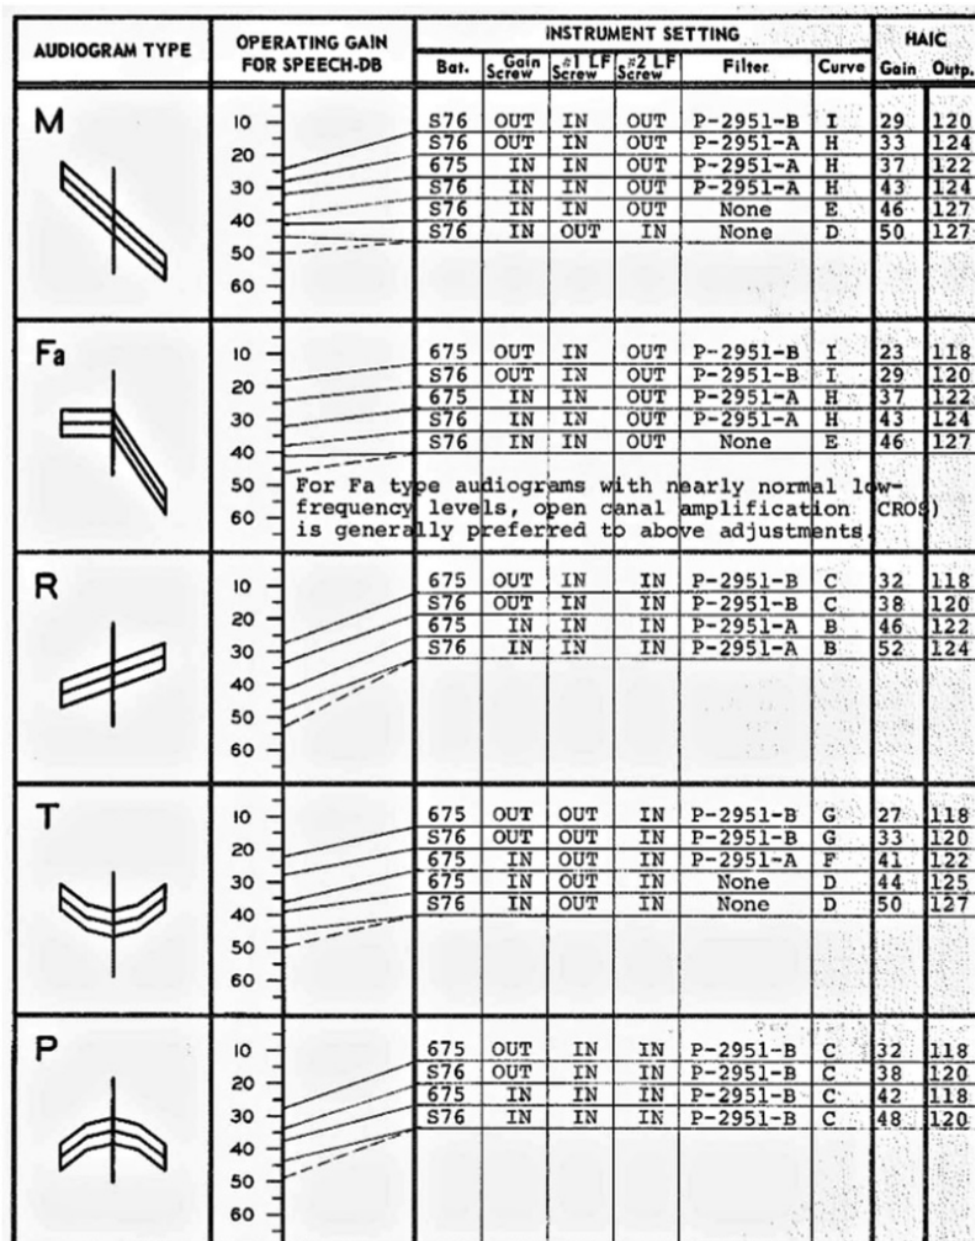 AUDIOGRAM TYPE OPERATING GAIN FOR SPEECH-DB INSTRUMENT SETTING HAIC
Bat. Gain Screw #1 LF Screw #2 LF Screw Filter Curve Gain Outp.
M
10 S76 OUT IN OUT P-2951-B I 29 120
S76 OUT IN OUT P-2951-A H 33 124
20 675 IN IN OUT P-2951-A H 37 122
30 S76 IN IN OUT P-2951-A H 43 124
S76 IN IN OUT None E 46 127
40 S76 IN OUT IN None D 50 127
50
60
Fa
10 675 OUT IN OUT P-2951-B I 23 118
S76 OUT IN OUT P-2951-B I 29 120
20 675 IN IN OUT P-2951-A H 37 122
30 S76 IN IN OUT P-2951-A H 43 124
40 S76 IN IN OUT None E 46 127
50 For Fa type audiograms with nearly normal low-
frequency levels, open canal amplification (CROS)
60 is generally preferred to above adjustments.
R
10 675 OUT IN IN P-2951-B C 32 118
S76 OUT IN IN P-2951-B C 38 120
20 675 IN IN IN P-2951-A B 46 122
30 S76 IN IN IN P-2951-A B 52 124
40
50
60
T
10 675 OUT OUT IN P-2951-B G 27 118
S76 OUT OUT IN P-2951-B G 33 120
20 675 IN OUT IN P-2951-A F 41 122
30 675 IN OUT IN None D 44 125
S76 IN OUT IN None D 50 127
40
50
60
P
10 675 OUT IN IN P-2951-B C 32 118
S76 OUT IN IN P-2951-B C 38 120
20 675 IN IN IN P-2951-B C 42 118
30 S76 IN IN IN P-2951-B C 48 120
40
50
60